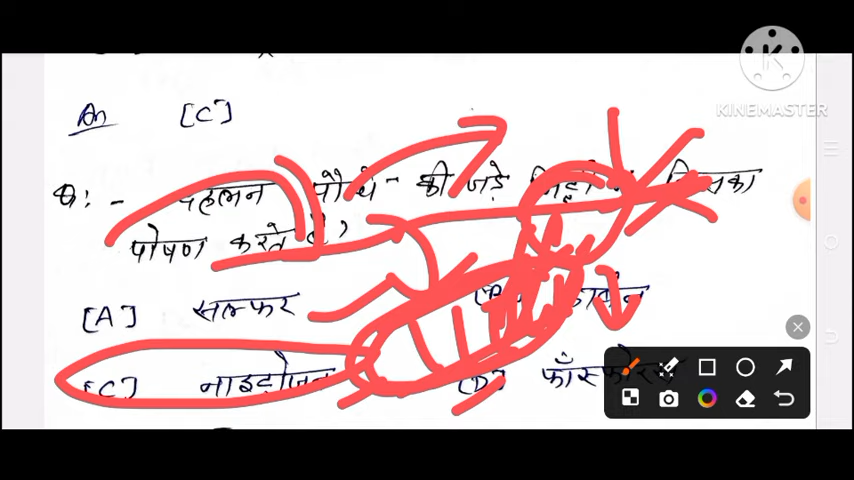 KINEMASTER
An [C]
Q:- दलहन पौधे की जड़ें मिट्टी किसका
पोषण करते है,
[A] सल्फर
[C] नाइट्रोजन [D] फॉस्फोरस